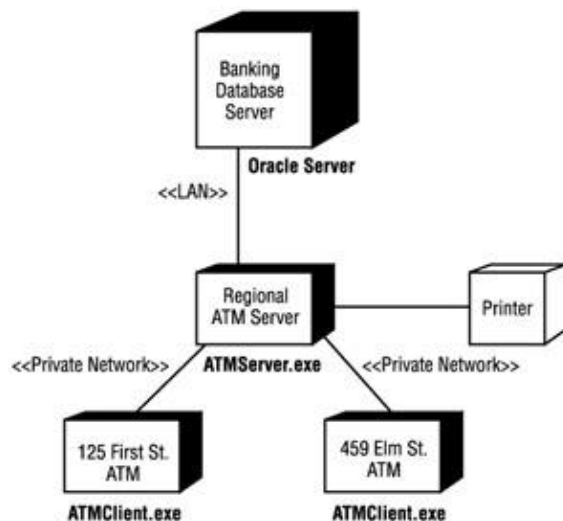 Banking
Database
Server
Oracle Server
<<LAN>>
Regional
ATM Server
Printer
ATMServer.exe
<<Private Network>>
<<Private Network>>
125 First St.
ATM
459 Elm St.
ATM
ATMClient.exe
ATMClient.exe